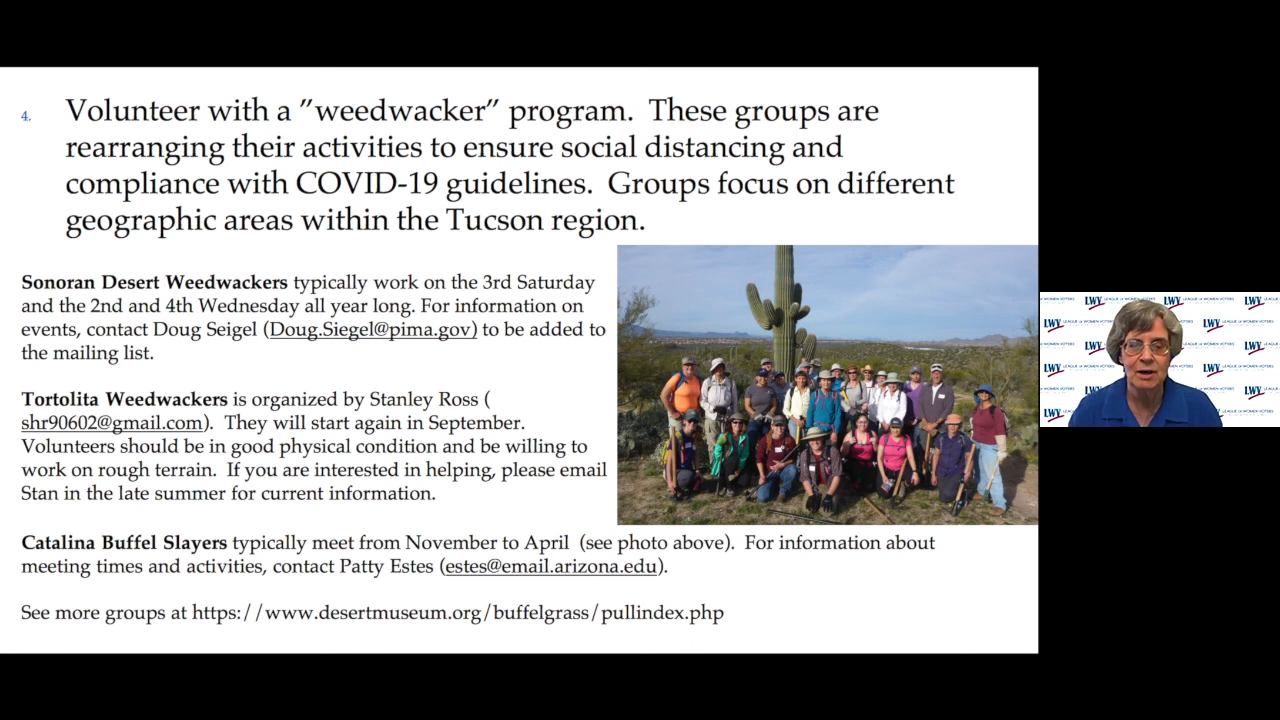 4. Volunteer with a ”weedwacker” program. These groups are
rearranging their activities to ensure social distancing and
compliance with COVID-19 guidelines. Groups focus on different
geographic areas within the Tucson region.
Sonoran Desert Weedwackers typically work on the 3rd Saturday
and the 2nd and 4th Wednesday all year long. For information on
events, contact Doug Seigel (Doug.Siegel@pima.gov) to be added to
the mailing list.
Tortolita Weedwackers is organized by Stanley Ross (
shr90602@gmail.com). They will start again in September.
Volunteers should be in good physical condition and be willing to
work on rough terrain. If you are interested in helping, please email
Stan in the late summer for current information.
Catalina Buffel Slayers typically meet from November to April (see photo above). For information about
meeting times and activities, contact Patty Estes (estes@email.arizona.edu).
See more groups at https://www.desertmuseum.org/buffelgrass/pullindex.php
LWV LEAGUE OF WOMEN VOTERS